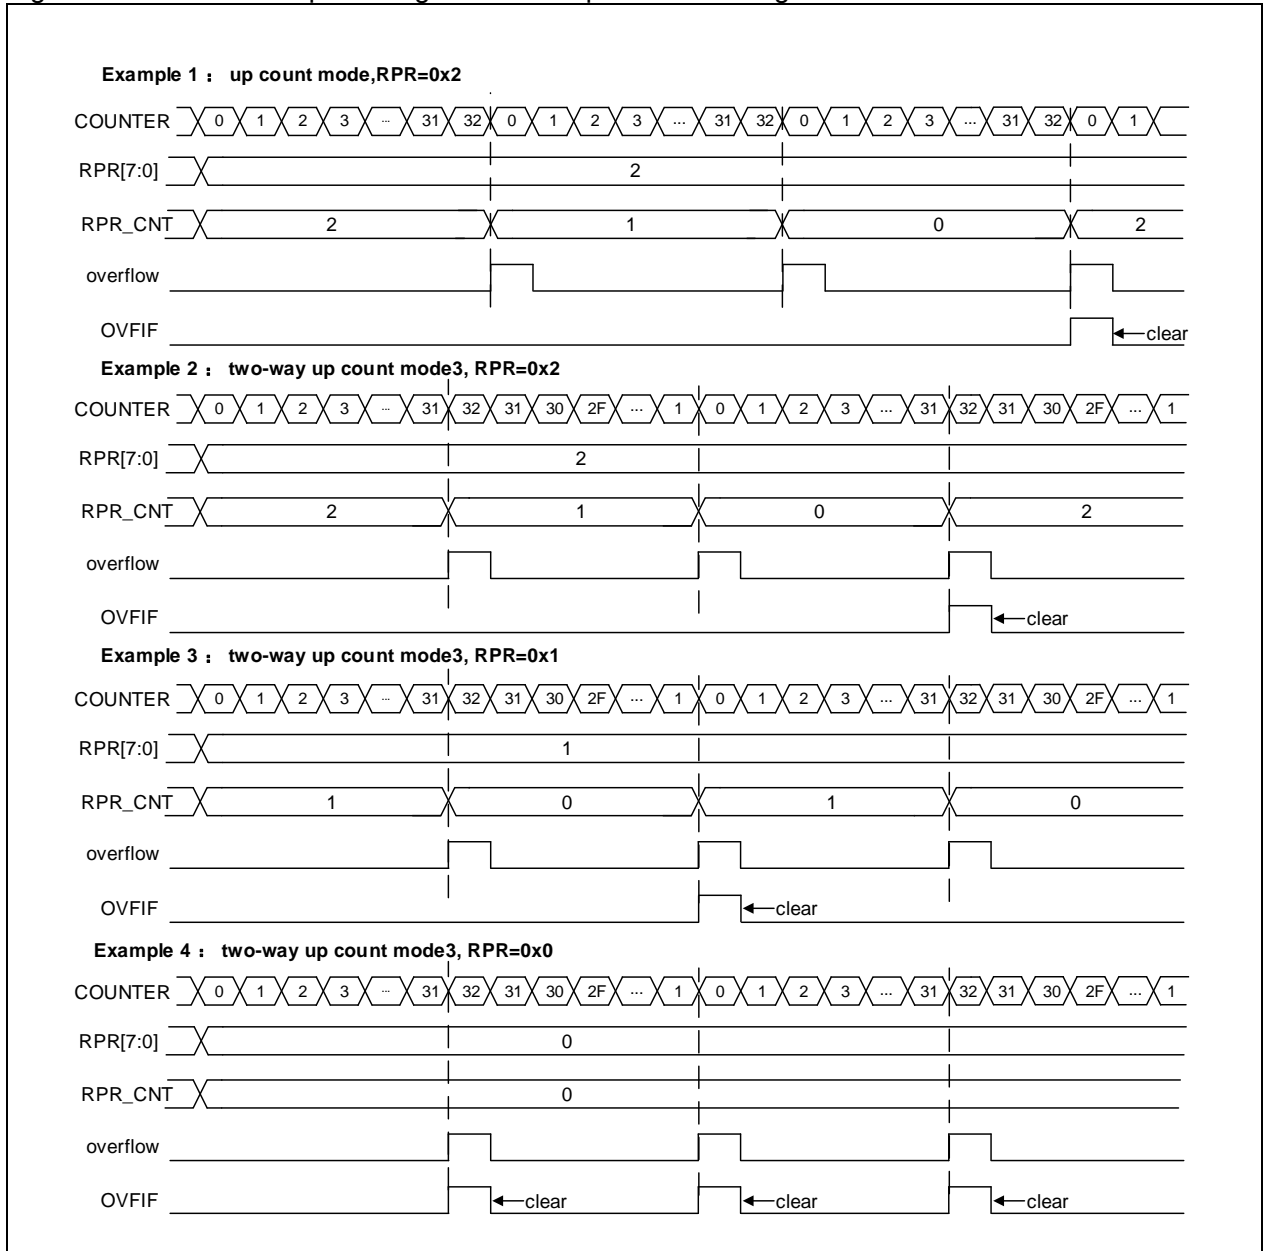 Example 1 ： up count mode,RPR=0x2
COUNTER 0 1 2 3 ... 31 32 0 1 2 3 ... 31 32 0 1 2 3 ... 31 32 0 1
RPR[7:0] 2
RPR_CNT 2 1 0 2
overflow
OVFIF clear
Example 2 ： two-way up count mode3, RPR=0x2
COUNTER 0 1 2 3 ... 31 32 31 30 2F ... 1 0 1 2 3 ... 31 32 31 30 2F ... 1
RPR[7:0] 2
RPR_CNT 2 1 0 2
overflow
OVFIF clear
Example 3 ： two-way up count mode3, RPR=0x1
COUNTER 0 1 2 3 ... 31 32 31 30 2F ... 1 0 1 2 3 ... 31 32 31 30 2F ... 1
RPR[7:0] 1
RPR_CNT 1 0 1 0
overflow
OVFIF clear
Example 4 ： two-way up count mode3, RPR=0x0
COUNTER 0 1 2 3 ... 31 32 31 30 2F ... 1 0 1 2 3 ... 31 32 31 30 2F ... 1
RPR[7:0] 0
RPR_CNT 0
overflow
OVFIF clear clear clear